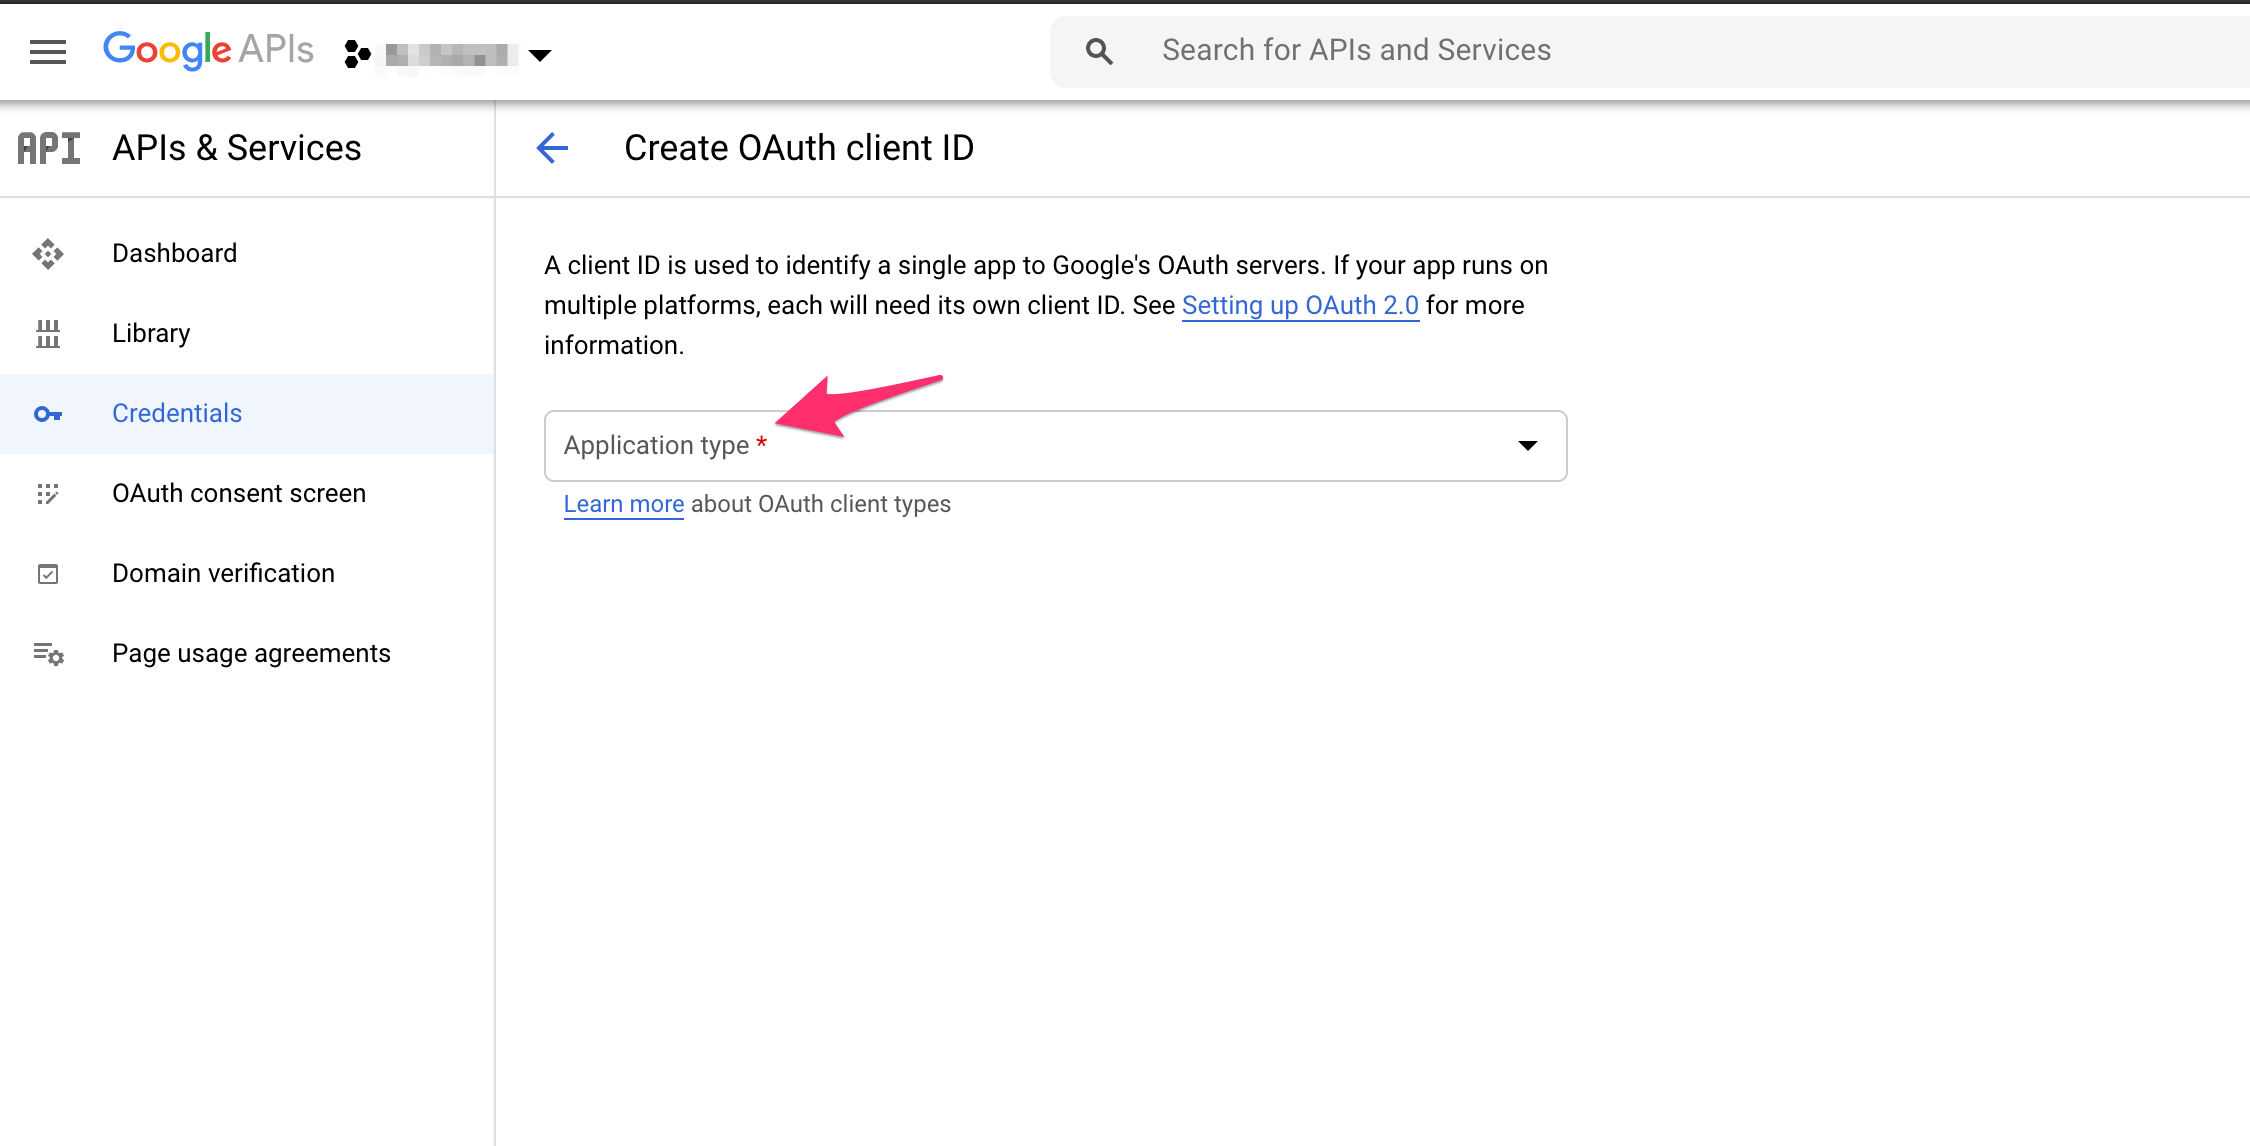 Google APIs
Search for APIs and Services
API APIs & Services
Create OAuth client ID
Dashboard
Library
Credentials
OAuth consent screen
Domain verification
Page usage agreements
A client ID is used to identify a single app to Google's OAuth servers. If your app runs on
multiple platforms, each will need its own client ID. See Setting up OAuth 2.0 for more
information.
Application type *
Learn more about OAuth client types